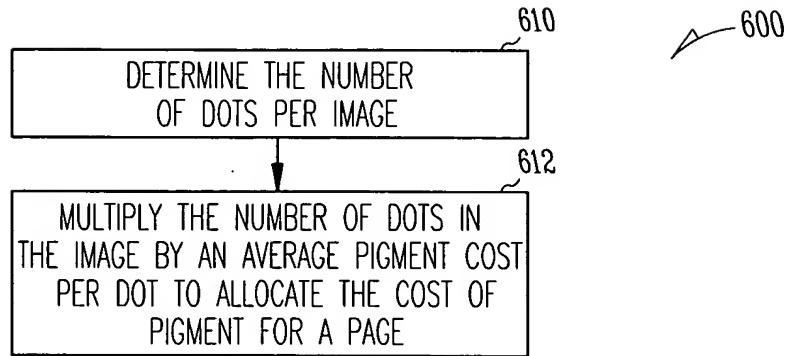 610
600
DETERMINE THE NUMBER
OF DOTS PER IMAGE
612
MULTIPLY THE NUMBER OF DOTS IN
THE IMAGE BY AN AVERAGE PIGMENT COST
PER DOT TO ALLOCATE THE COST OF
PIGMENT FOR A PAGE